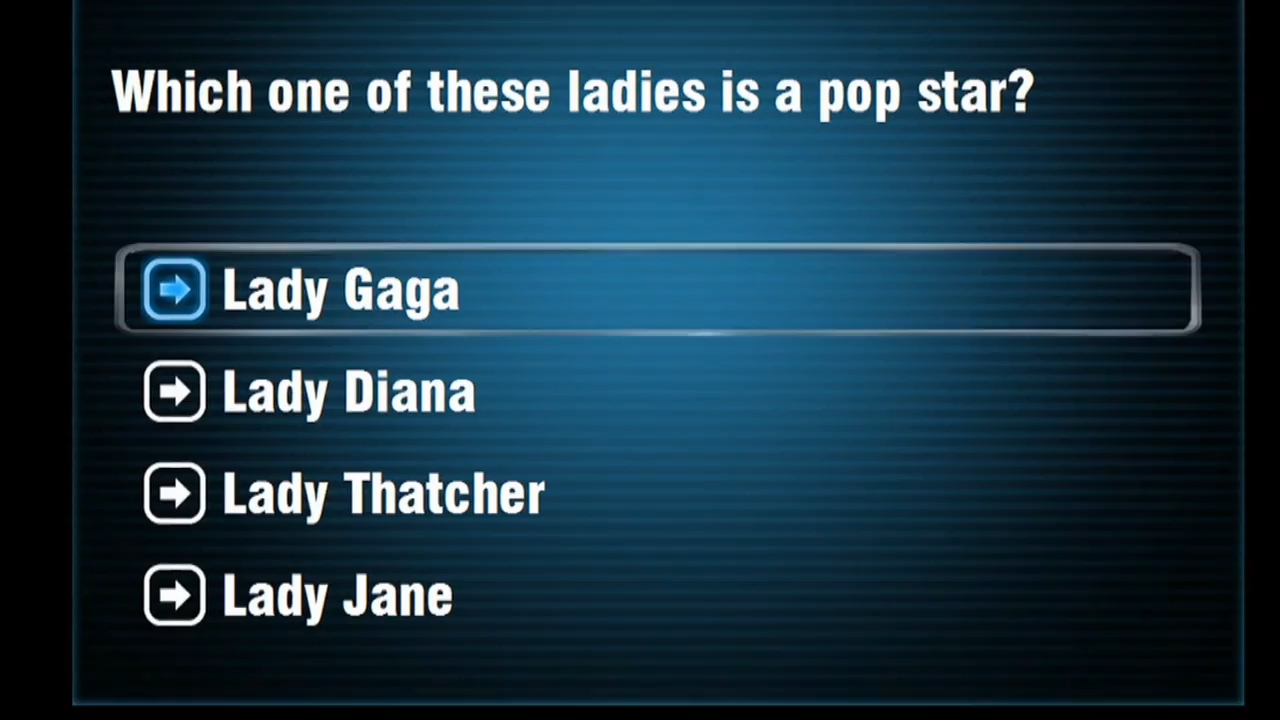 Which one of these ladies is a pop star?
Lady Gaga
Lady Diana
Lady Thatcher
Lady Jane